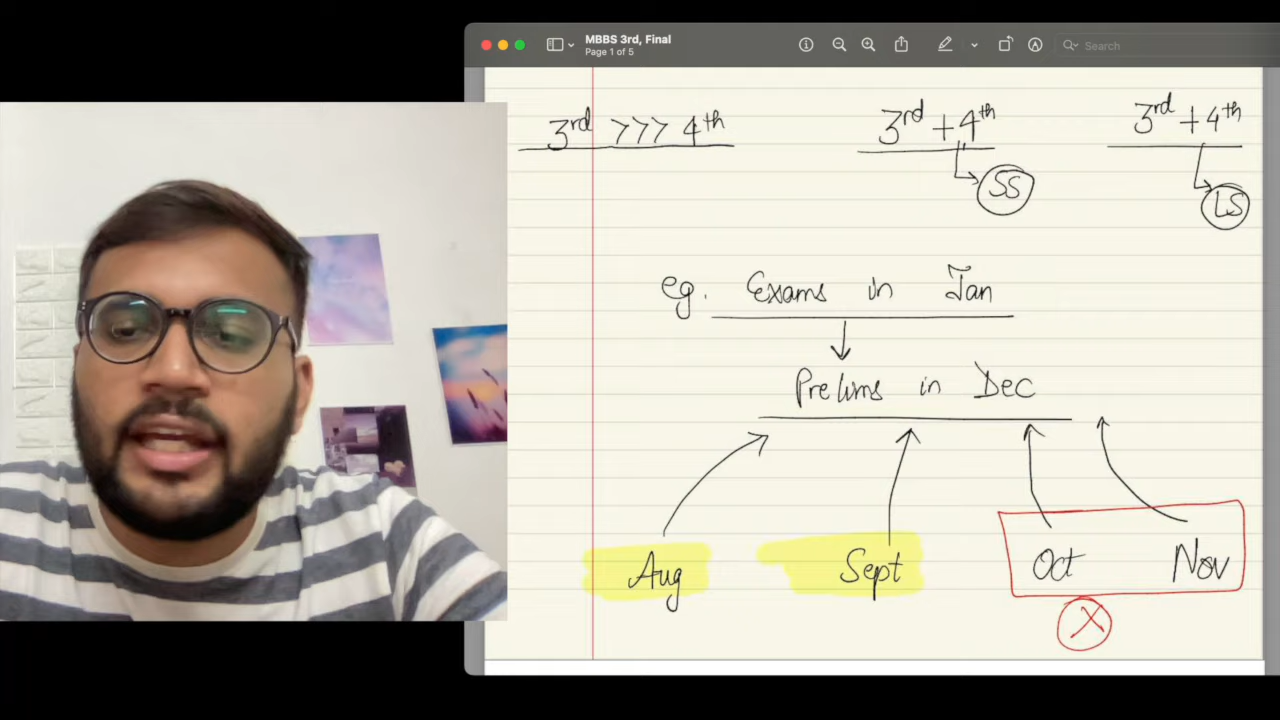 MBBS 3rd, Final
Page 1 of 5
Search
3rd >>> 4th
3rd + 4th
3rd + 4th
SS
LS
eg. Exams in Jan
Prelims in Dec
Aug Sept Oct Nov
X